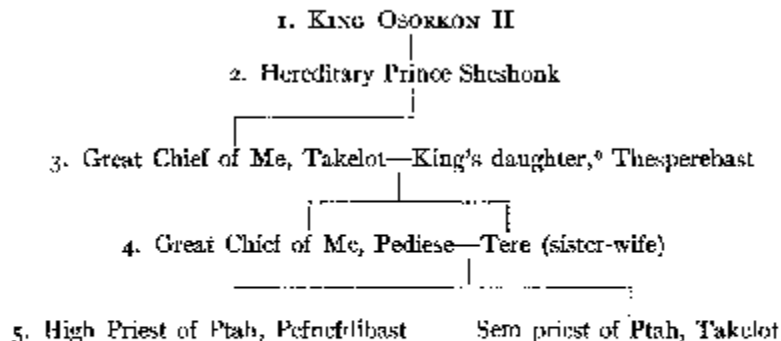 1. KING OSORKON II
2. Hereditary Prince Sheshonk
3. Great Chief of Me, Takelot—King's daughter,⁰ Thesperebast
4. Great Chief of Me, Pediese—Tere (sister-wife)
5. High Priest of Ptah, Pefnefdibast Sem priest of Ptah, Takelot